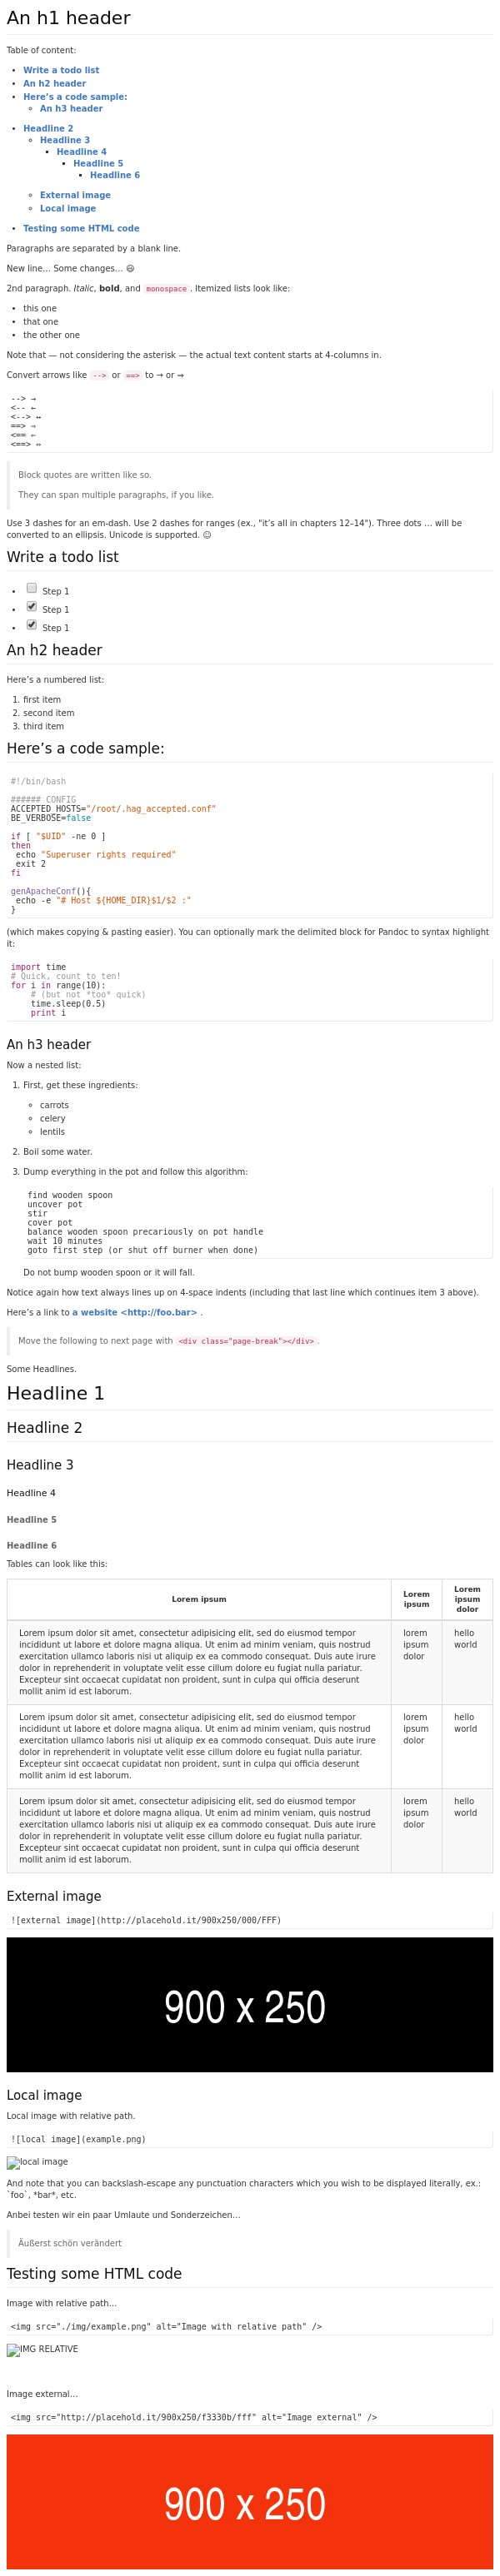 An h1 header
Table of content:
• Write a todo list
• An h2 header
• Here’s a code sample:
◦ An h3 header
• Headline 2
◦ Headline 3
▪ Headline 4
▪ Headline 5
▪ Headline 6
◦ External image
◦ Local image
• Testing some HTML code
Paragraphs are separated by a blank line.
New line… Some changes… 😄
2nd paragraph. Italic, bold, and monospace. Itemized lists look like:
• this one
• that one
• the other one
Note that — not considering the asterisk — the actual text content starts at 4-columns in.
Convert arrows like --> or ==> to → or ⇒
--> →
<-- ←
<--> ↔
==> ⇒
<== ⇐
<==> ⇔
Block quotes are written like so.
They can span multiple paragraphs, if you like.
Use 3 dashes for an em-dash. Use 2 dashes for ranges (ex., "it’s all in chapters 12–14"). Three dots … will be
converted to an ellipsis. Unicode is supported. ☺
Write a todo list
• ☐ Step 1
• ☑ Step 1
• ☑ Step 1
An h2 header
Here’s a numbered list:
1. first item
2. second item
3. third item
Here’s a code sample:
#!/bin/bash
###### CONFIG
ACCEPTED_HOSTS="/root/.hag_accepted.conf"
BE_VERBOSE=false
if [ "$UID" -ne 0 ]
then
echo "Superuser rights required"
exit 2
fi
genApacheConf(){
echo -e "# Host ${HOME_DIR}$1/$2 :"
}
(which makes copying & pasting easier). You can optionally mark the delimited block for Pandoc to syntax highlight
it:
import time
# Quick, count to ten!
for i in range(10):
# (but not *too* quick)
time.sleep(0.5)
print i
An h3 header
Now a nested list:
1. First, get these ingredients:
◦ carrots
◦ celery
◦ lentils
2. Boil some water.
3. Dump everything in the pot and follow this algorithm:
find wooden spoon
uncover pot
stir
cover pot
balance wooden spoon precariously on pot handle
wait 10 minutes
goto first step (or shut off burner when done)
Do not bump wooden spoon or it will fall.
Notice again how text always lines up on 4-space indents (including that last line which continues item 3 above).
Here’s a link to a website <http://foo.bar> .
Move the following to next page with <div class="page-break"></div>.
Some Headlines.
Headline 1
Headline 2
Headline 3
Headline 4
Headline 5
Headline 6
Tables can look like this:
Lorem ipsum
Lorem
ipsum
Lorem
ipsum
dolor
Lorem ipsum dolor sit amet, consectetur adipisicing elit, sed do eiusmod tempor
incididunt ut labore et dolore magna aliqua. Ut enim ad minim veniam, quis nostrud
exercitation ullamco laboris nisi ut aliquip ex ea commodo consequat. Duis aute irure
dolor in reprehenderit in voluptate velit esse cillum dolore eu fugiat nulla pariatur.
Excepteur sint occaecat cupidatat non proident, sunt in culpa qui officia deserunt
mollit anim id est laborum.
lorem
ipsum
dolor
hello
world
Lorem ipsum dolor sit amet, consectetur adipisicing elit, sed do eiusmod tempor
incididunt ut labore et dolore magna aliqua. Ut enim ad minim veniam, quis nostrud
exercitation ullamco laboris nisi ut aliquip ex ea commodo consequat. Duis aute irure
dolor in reprehenderit in voluptate velit esse cillum dolore eu fugiat nulla pariatur.
Excepteur sint occaecat cupidatat non proident, sunt in culpa qui officia deserunt
mollit anim id est laborum.
lorem
ipsum
dolor
hello
world
Lorem ipsum dolor sit amet, consectetur adipisicing elit, sed do eiusmod tempor
incididunt ut labore et dolore magna aliqua. Ut enim ad minim veniam, quis nostrud
exercitation ullamco laboris nisi ut aliquip ex ea commodo consequat. Duis aute irure
dolor in reprehenderit in voluptate velit esse cillum dolore eu fugiat nulla pariatur.
Excepteur sint occaecat cupidatat non proident, sunt in culpa qui officia deserunt
mollit anim id est laborum.
lorem
ipsum
dolor
hello
world
External image
![external image](http://placehold.it/900x250/000/FFF)
900 x 250
Local image
Local image with relative path.
![local image](example.png)
local image
And note that you can backslash-escape any punctuation characters which you wish to be displayed literally, ex.:
`foo`, *bar*, etc.
Anbei testen wir ein paar Umlaute und Sonderzeichen…
Äußerst schön verändert
Testing some HTML code
Image with relative path…
<img src="./img/example.png" alt="Image with relative path" />
IMG RELATIVE
Image external…
<img src="http://placehold.it/900x250/f3330b/fff" alt="Image external" />
900 x 250